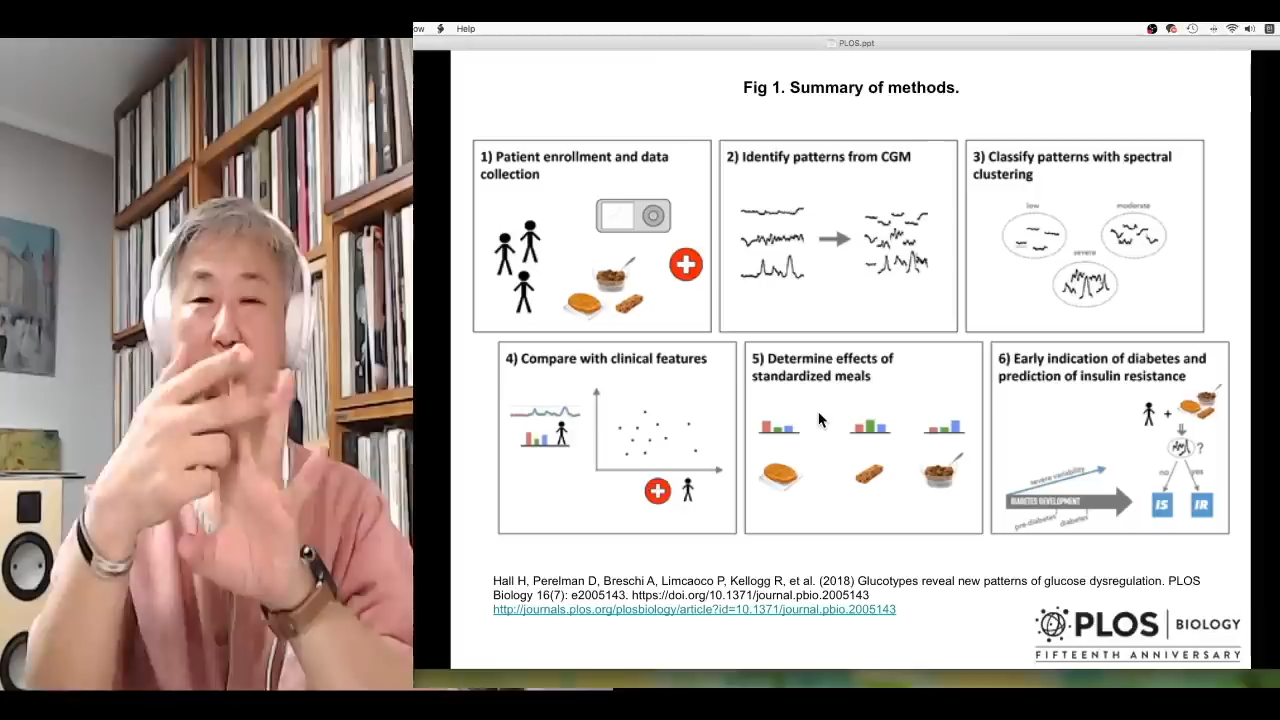 ow
Help
PLOS.ppt
Fig 1. Summary of methods.
1) Patient enrollment and data
collection
2) Identify patterns from CGM
3) Classify patterns with spectral
clustering
low
moderate
severe
4) Compare with clinical features
5) Determine effects of
standardized meals
6) Early indication of diabetes and
prediction of insulin resistance
+
?
no
yes
severe variability
DIABETES DEVELOPMENT
pre-diabetes
diabetes
IS
IR
Hall H, Perelman D, Breschi A, Limcaoco P, Kellogg R, et al. (2018) Glucotypes reveal new patterns of glucose dysregulation. PLOS
Biology 16(7): e2005143. https://doi.org/10.1371/journal.pbio.2005143
http://journals.plos.org/plosbiology/article?id=10.1371/journal.pbio.2005143
PLOS BIOLOGY
FIFTEENTH ANNIVERSARY